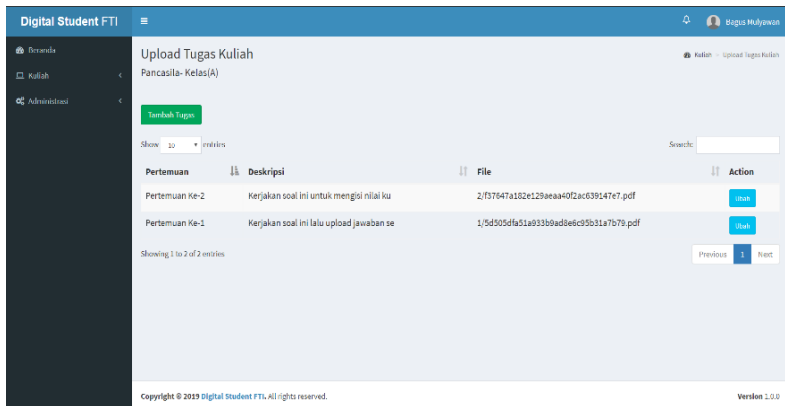 Digital Student FTI
Bagus Mulyawan
Beranda
Kuliah
Administrasi
Upload Tugas Kuliah
Pancasila- Kelas(A)
Kuliah > Upload Tugas Kuliah
Tambah Tugas
Show 10 entries
Search:
Pertemuan Deskripsi File Action
Pertemuan Ke-2 Kerjakan soal ini untuk mengisi nilai ku 2/f37647a182e129aeaa40f2ac639147e7.pdf Ubah
Pertemuan Ke-1 Kerjakan soal ini lalu upload jawaban se 1/5d505dfa51a933b9ad8e6c95b31a7b79.pdf Ubah
Showing 1 to 2 of 2 entries
Previous 1 Next
Copyright © 2019 Digital Student FTI. All rights reserved.
Version 1.0.0